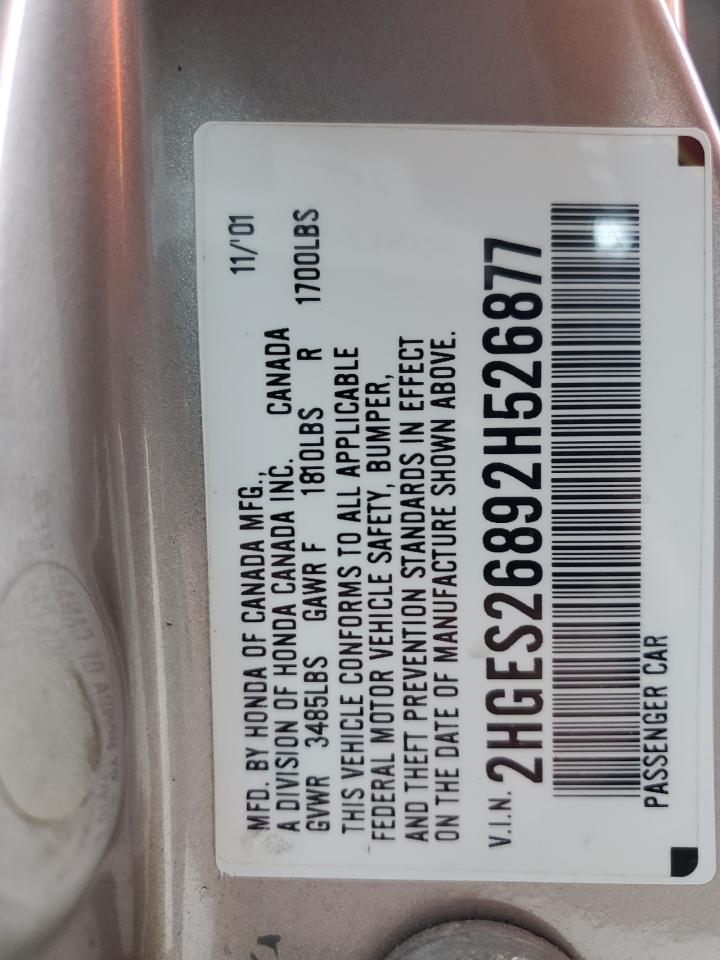 MFD. BY HONDA OF CANADA MFG., 11/'01
A DIVISION OF HONDA CANADA INC. CANADA
GVWR 3485LBS GAWR F 1810LBS R 1700LBS
THIS VEHICLE CONFORMS TO ALL APPLICABLE
FEDERAL MOTOR VEHICLE SAFETY, BUMPER,
AND THEFT PREVENTION STANDARDS IN EFFECT
ON THE DATE OF MANUFACTURE SHOWN ABOVE.
V.I.N. 2HGES26892H526877
PASSENGER CAR